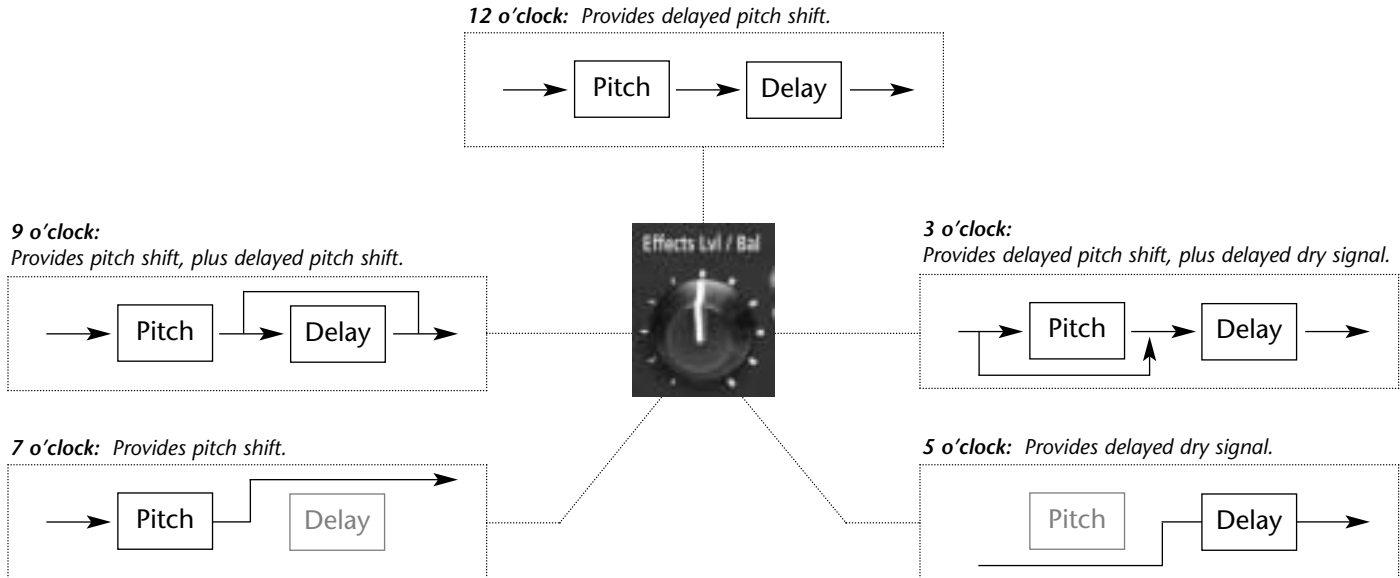 12 o’clock: Provides delayed pitch shift.
Pitch
Delay
9 o’clock:
Provides pitch shift, plus delayed pitch shift.
Pitch
Delay
Effects Lvl / Bal
3 o’clock:
Provides delayed pitch shift, plus delayed dry signal.
Pitch
Delay
7 o’clock: Provides pitch shift.
Pitch
Delay
5 o’clock: Provides delayed dry signal.
Pitch
Delay